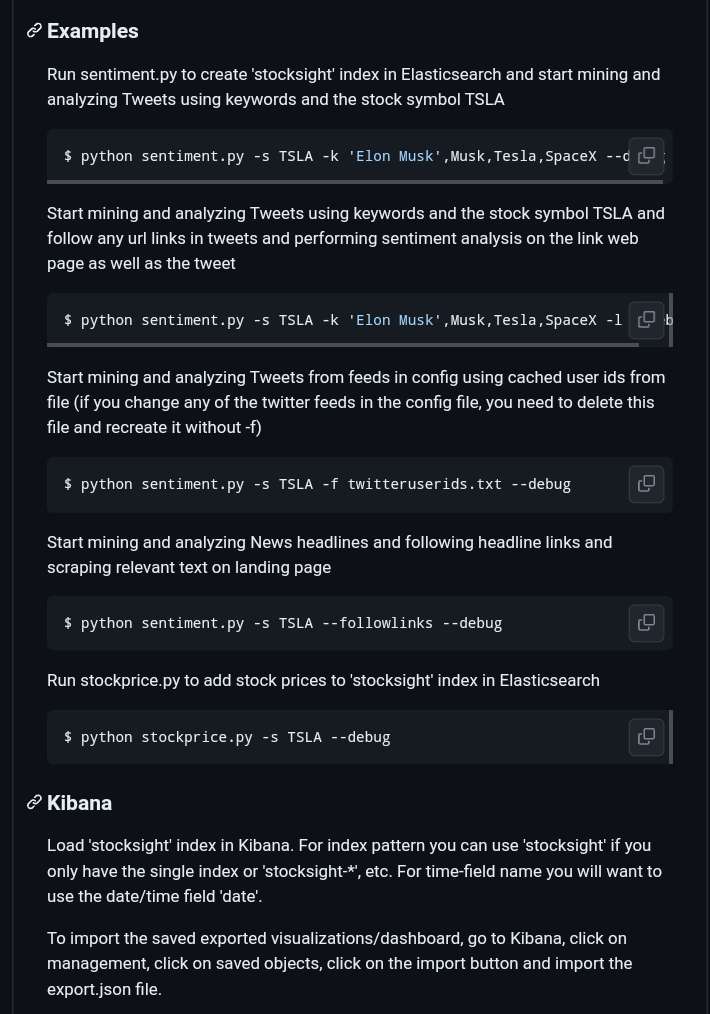 Examples
Run sentiment.py to create 'stocksight' index in Elasticsearch and start mining and
analyzing Tweets using keywords and the stock symbol TSLA
$ python sentiment.py -s TSLA -k 'Elon Musk',Musk,Tesla,SpaceX
Start mining and analyzing Tweets using keywords and the stock symbol TSLA and
follow any url links in tweets and performing sentiment analysis on the link web
page as well as the tweet
$ python sentiment.py -s TSLA -k 'Elon Musk',Musk,Tesla,SpaceX -l
Start mining and analyzing Tweets from feeds in config using cached user ids from
file (if you change any of the twitter feeds in the config file, you need to delete this
file and recreate it without -f)
$ python sentiment.py -s TSLA -f twitteruserids.txt --debug
Start mining and analyzing News headlines and following headline links and
scraping relevant text on landing page
$ python sentiment.py -s TSLA --followlinks --debug
Run stockprice.py to add stock prices to 'stocksight' index in Elasticsearch
$ python stockprice.py -s TSLA --debug
Kibana
Load 'stocksight' index in Kibana. For index pattern you can use 'stocksight' if you
only have the single index or 'stocksight-*', etc. For time-field name you will want to
use the date/time field 'date'.
To import the saved exported visualizations/dashboard, go to Kibana, click on
management, click on saved objects, click on the import button and import the
export.json file.